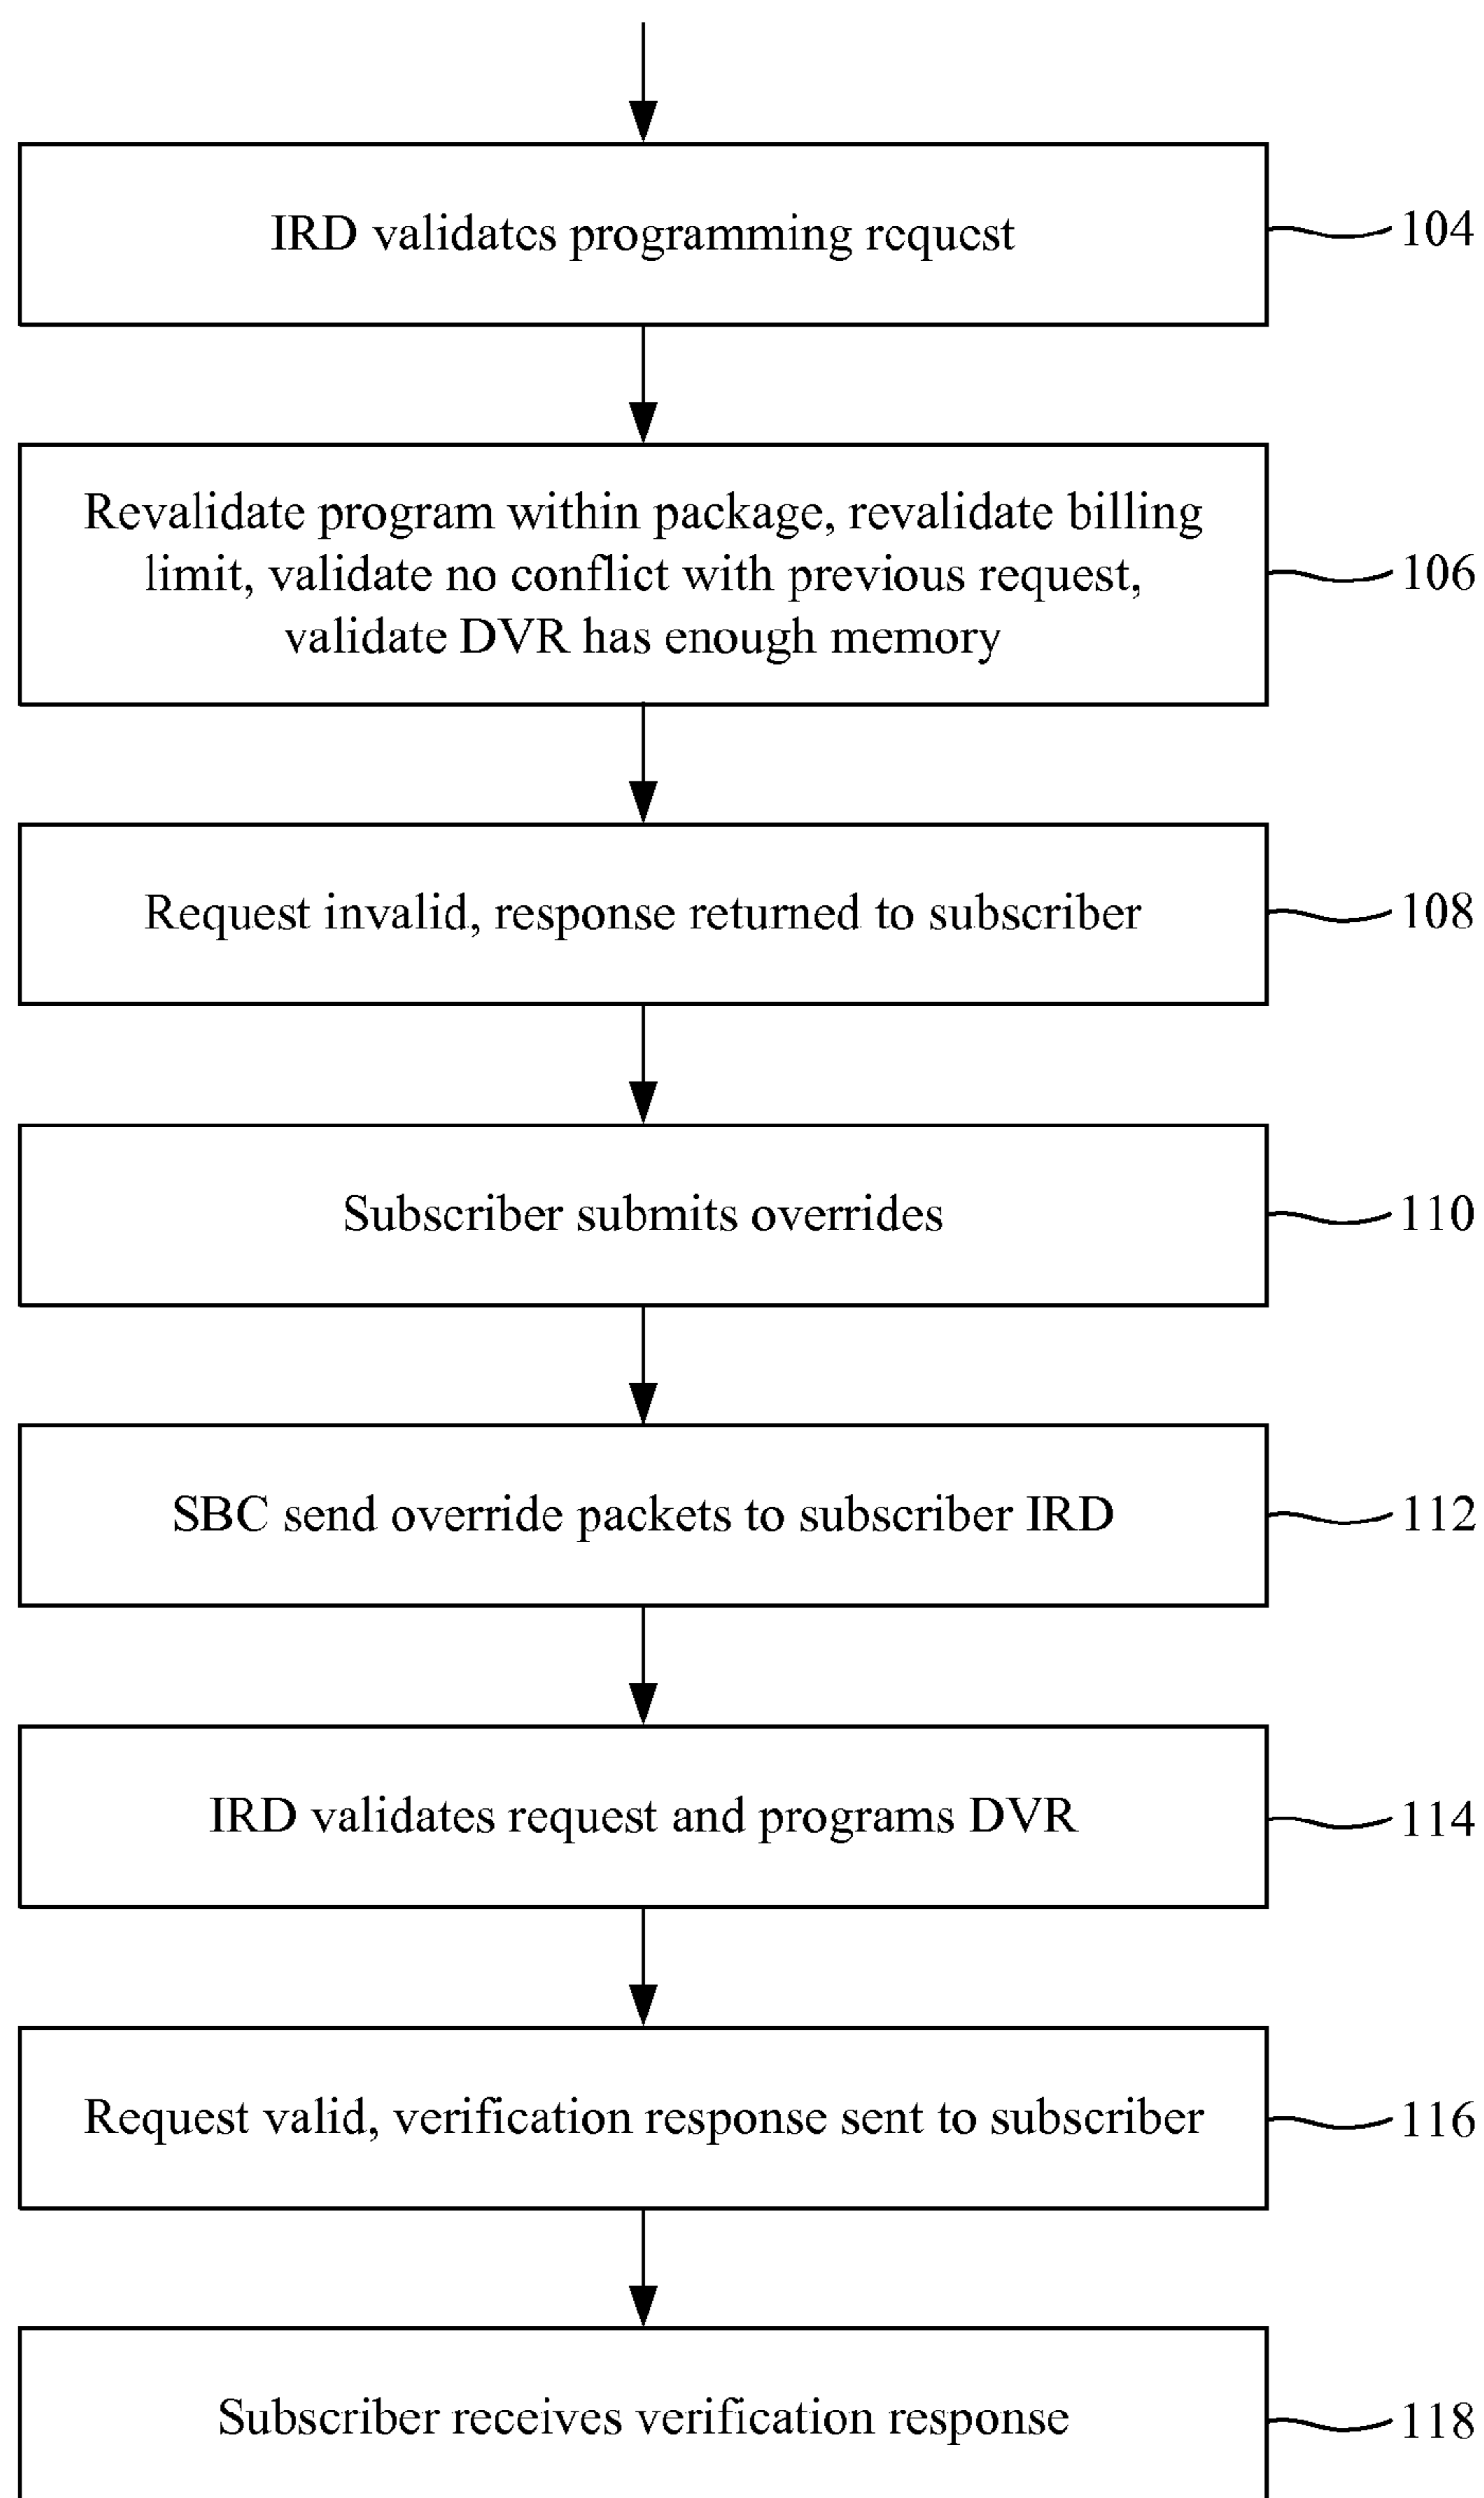 IRD validates programming request
104
Revalidate program within package, revalidate billing
limit, validate no conflict with previous request,
validate DVR has enough memory
106
Request invalid, response returned to subscriber
108
Subscriber submits overrides
110
SBC send override packets to subscriber IRD
112
IRD validates request and programs DVR
114
Request valid, verification response sent to subscriber
116
Subscriber receives verification response
118